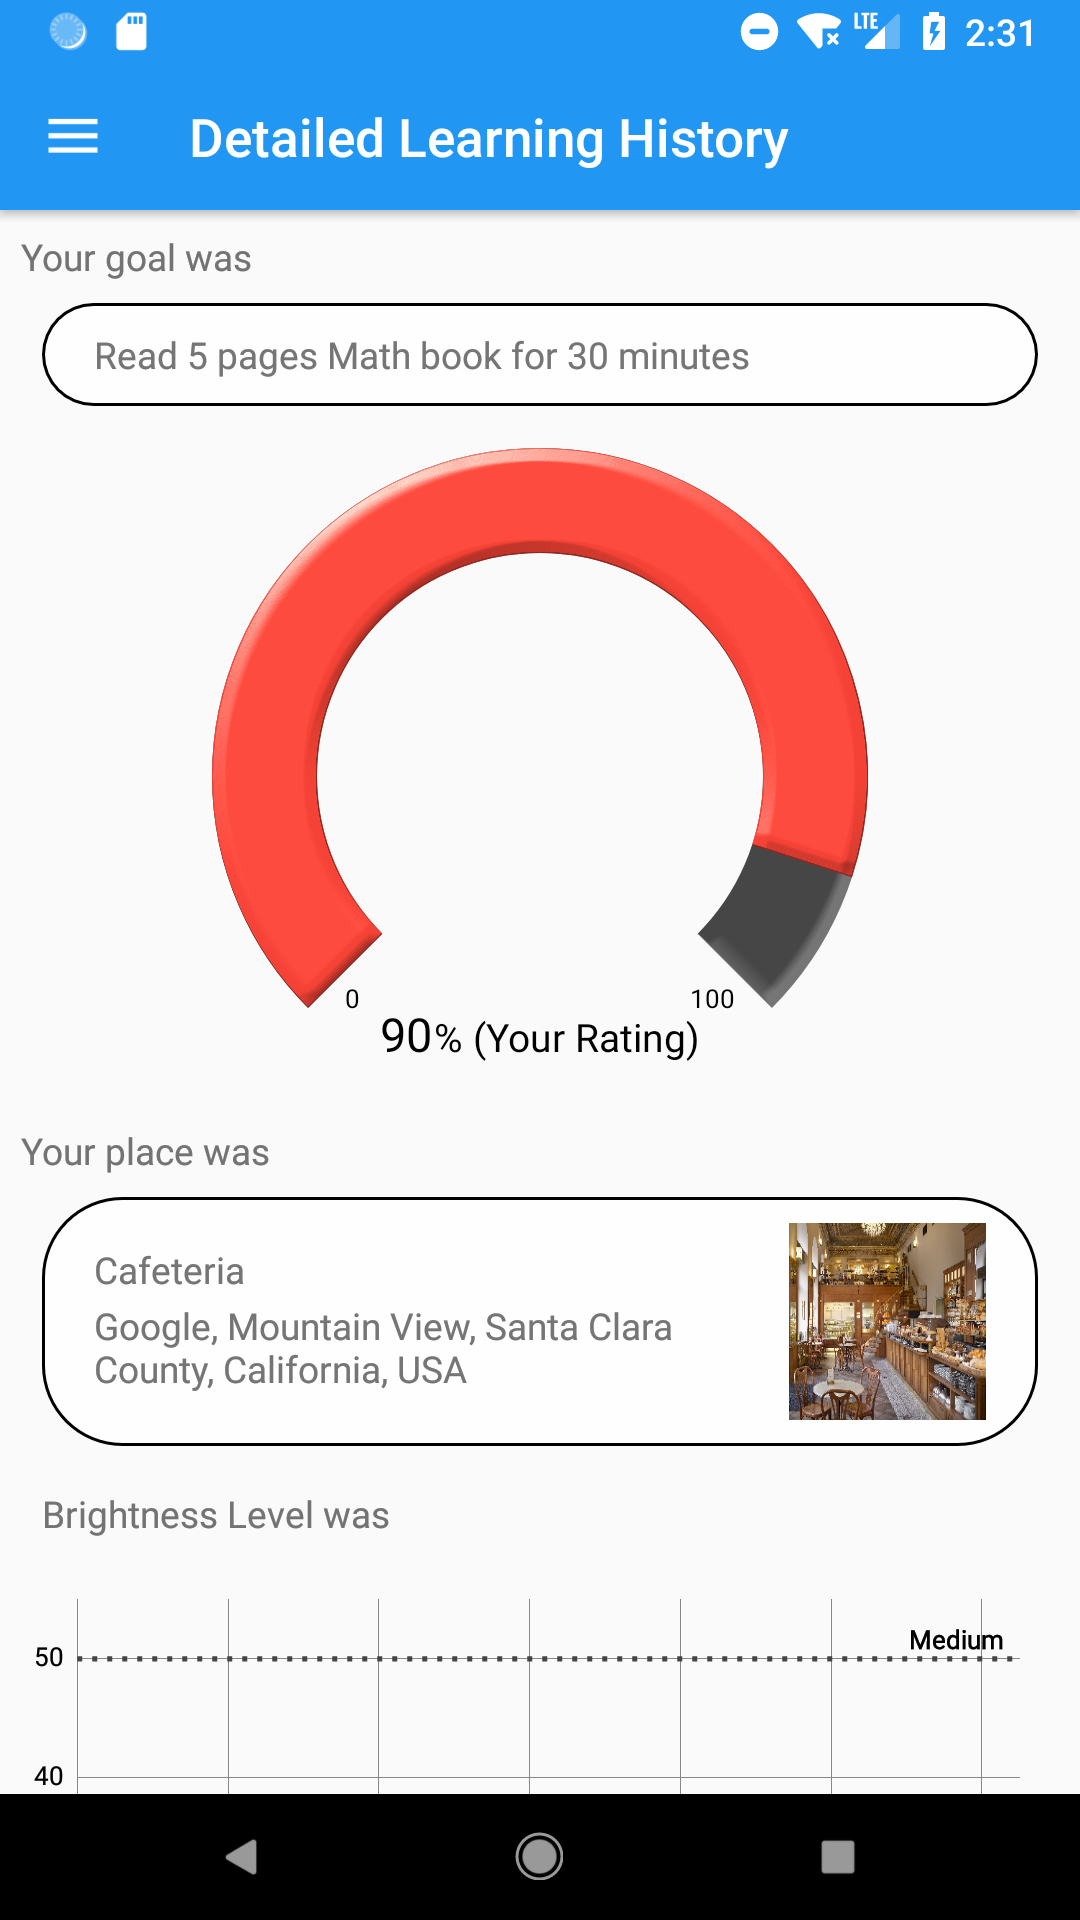 LTE 2:31
Detailed Learning History
Your goal was
Read 5 pages Math book for 30 minutes
0 100
90% (Your Rating)
Your place was
Cafeteria
Google, Mountain View, Santa Clara
County, California, USA
Brightness Level was
Medium
50
40